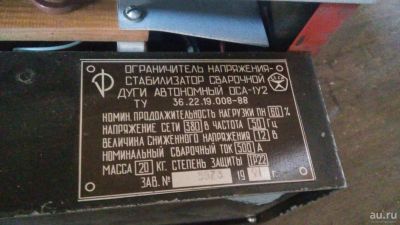 ОГРАНИЧИТЕЛЬ НАПРЯЖЕНИЯ-
СТАБИЛИЗАТОР СВАРОЧНОЙ
ДУГИ АВТОНОМНЫЙ ОСА-1У2
ТУ 36.22.19.008-88
НОМИН. ПРОДОЛЖИТЕЛЬНОСТЬ НАГРУЗКИ ПН 60%
НАПРЯЖЕНИЕ СЕТИ 380 В ЧАСТОТА 50 Гц
ВЕЛИЧИНА СНИЖЕННОГО НАПРЯЖЕНИЯ 12 В
НОМИНАЛЬНЫЙ СВАРОЧНЫЙ ТОК 500 А
МАССА 20 КГ. СТЕПЕНЬ ЗАЩИТЫ IP22
ЗАВ. № 19 г.
au.ru